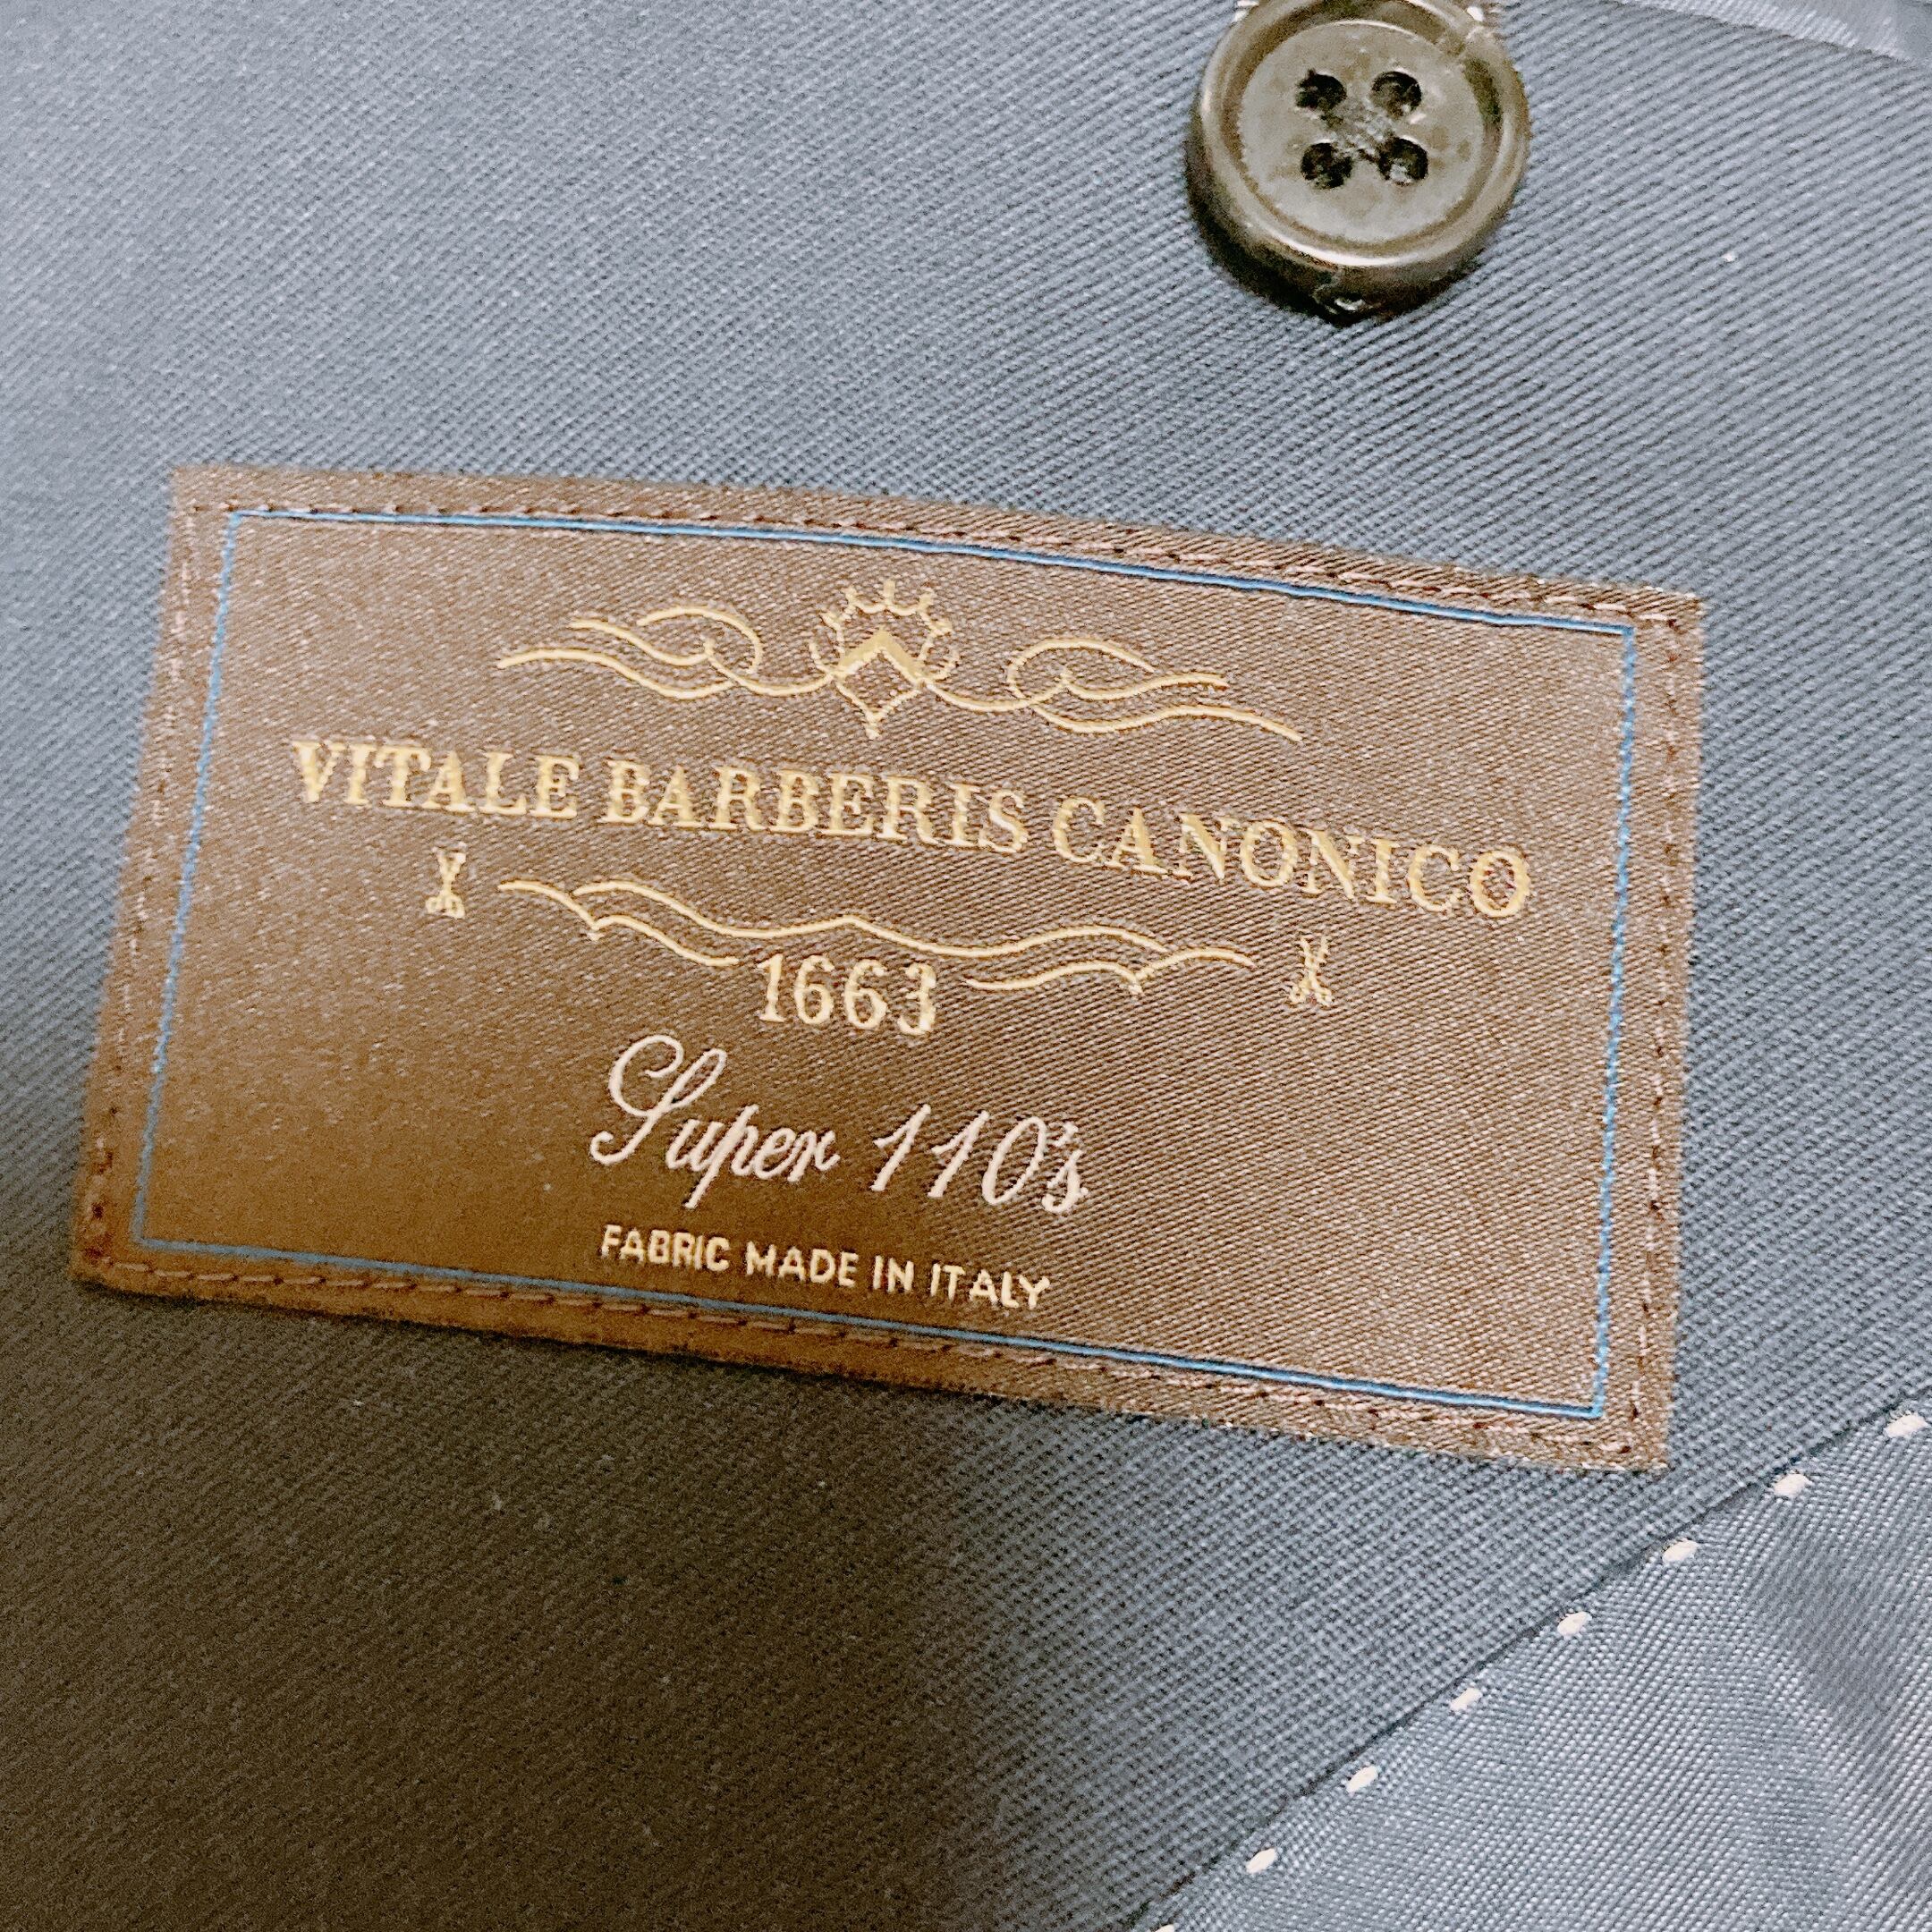 VITALE BARBERIS CANONICO
1663
Super 110's
FABRIC MADE IN ITALY